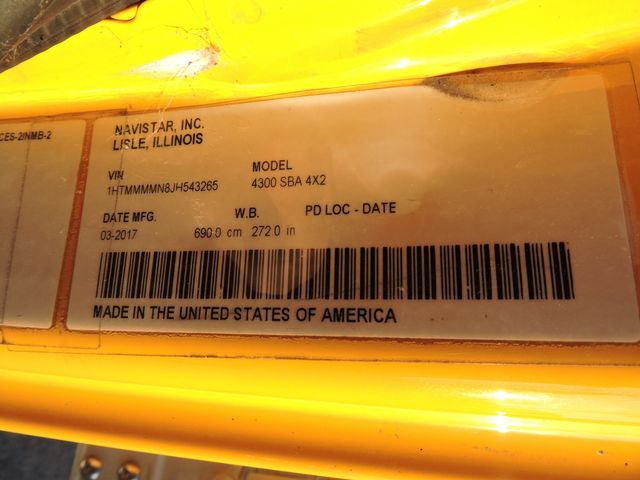 CES-2/NMB-2
NAVISTAR, INC.
LISLE, ILLINOIS
VIN MODEL
1HTMMMMN8JH543265 4300 SBA 4X2
DATE MFG. W.B. PD LOC - DATE
03-2017 690.0 cm 272.0 in
MADE IN THE UNITED STATES OF AMERICA